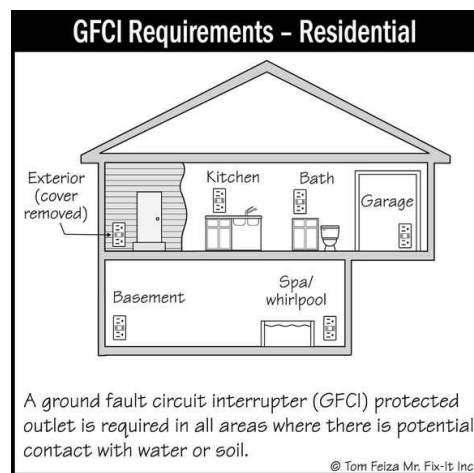 GFCI Requirements – Residential
Exterior
(cover
removed)
Kitchen
Bath
Garage
Basement
Spa/
whirlpool
A ground fault circuit interrupter (GFCI) protected
outlet is required in all areas where there is potential
contact with water or soil.
© Tom Feiza Mr. Fix-It Inc